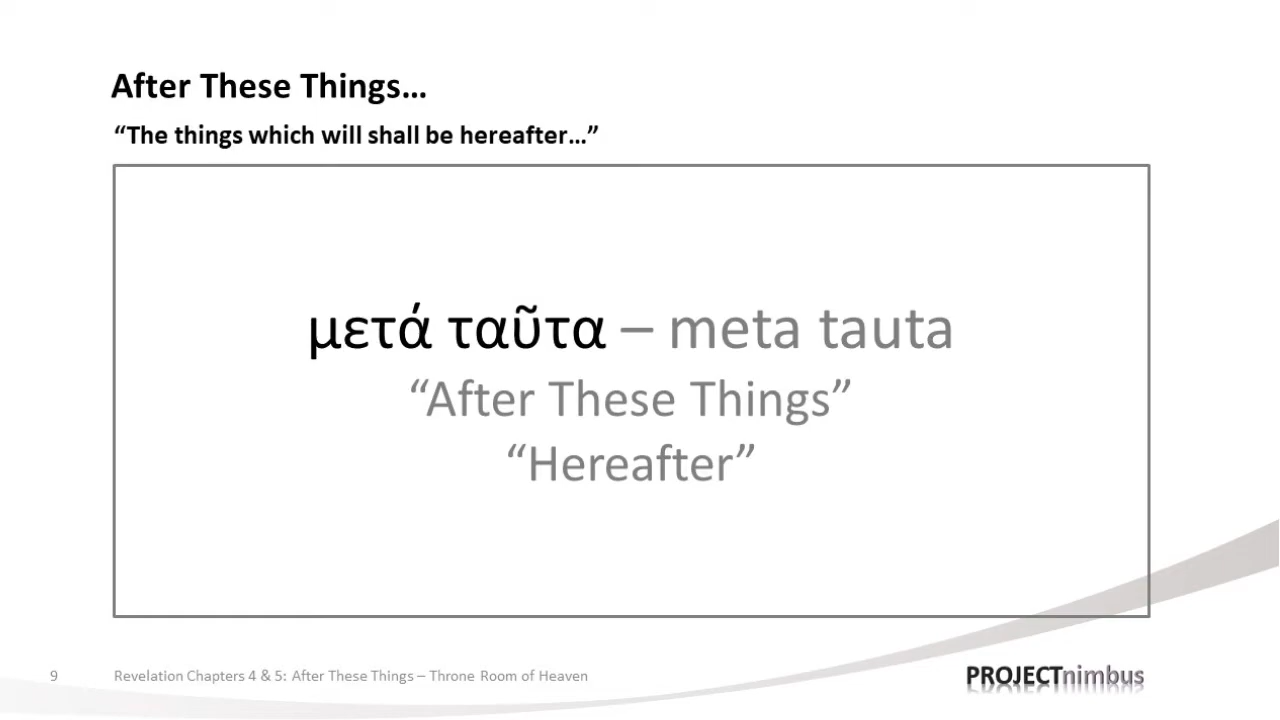 After These Things…
“The things which will shall be hereafter…”
μετά ταῦτα – meta tauta
“After These Things”
“Hereafter”
9 Revelation Chapters 4 & 5: After These Things – Throne Room of Heaven
PROJECTnimbus